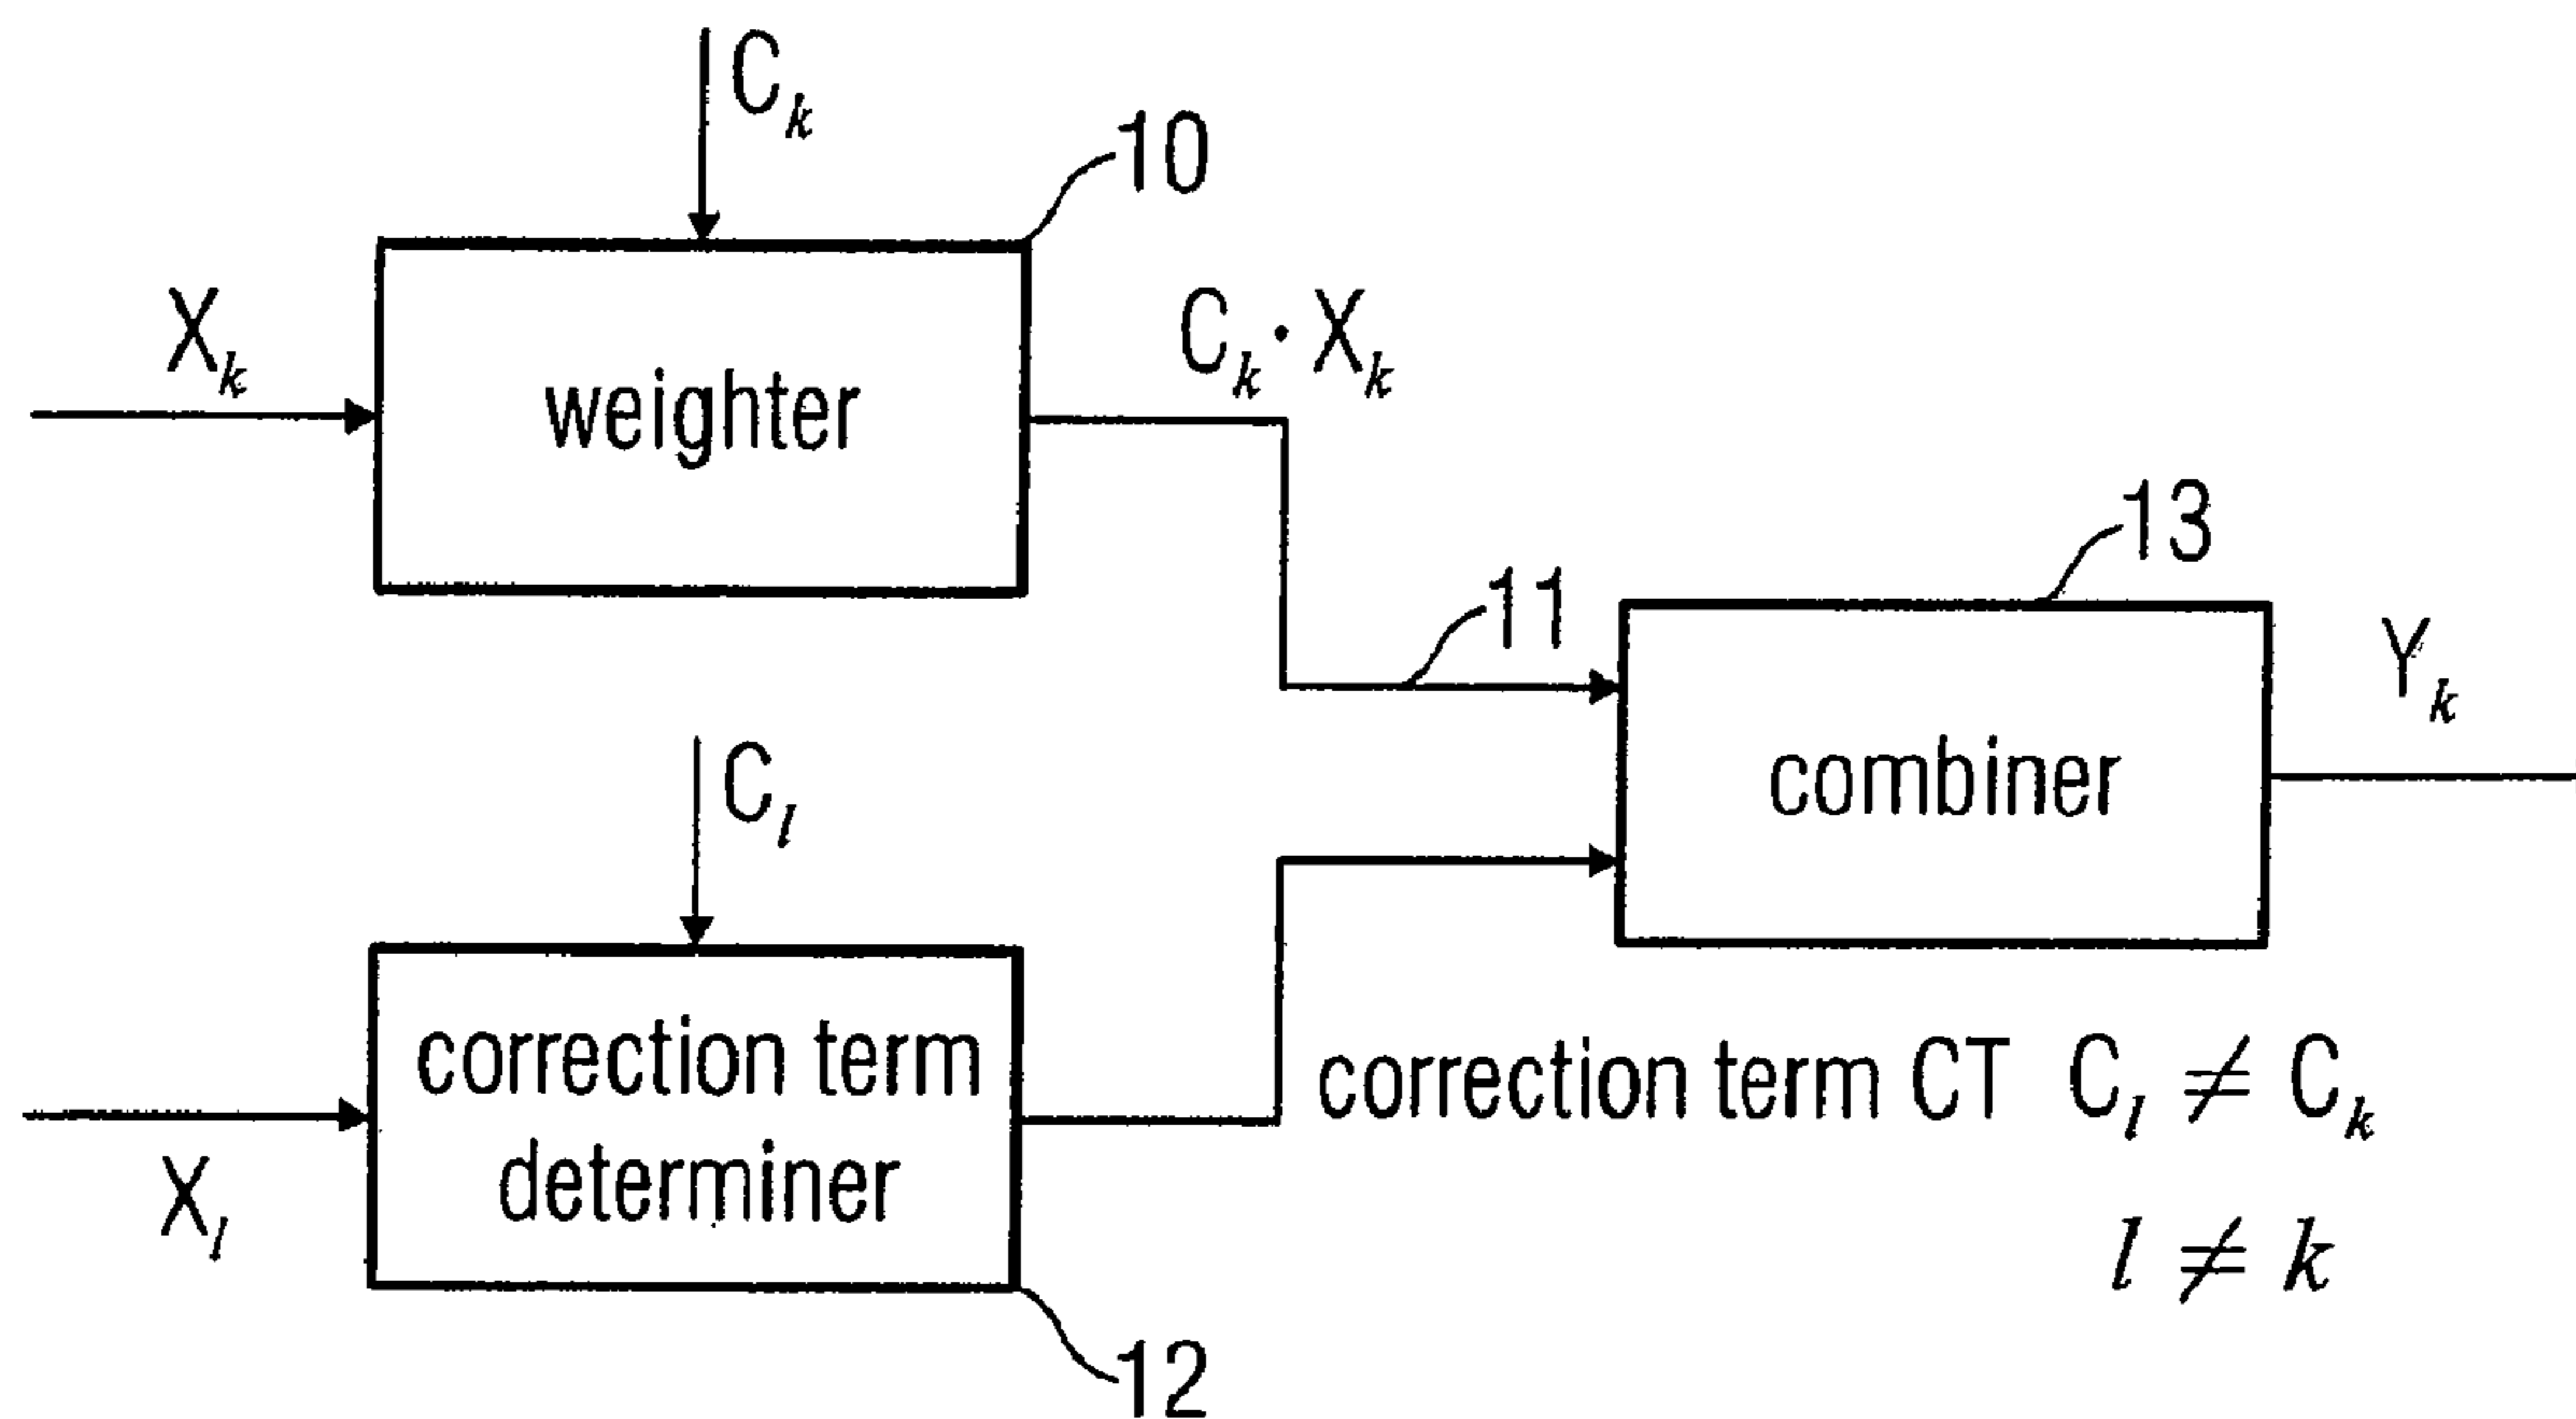 C_k
10
X_k
weighter
C_k · X_k
13
11
Y_k
combiner
C_l
correction term
determiner
X_l
correction term CT C_l ≠ C_k
l ≠ k
12